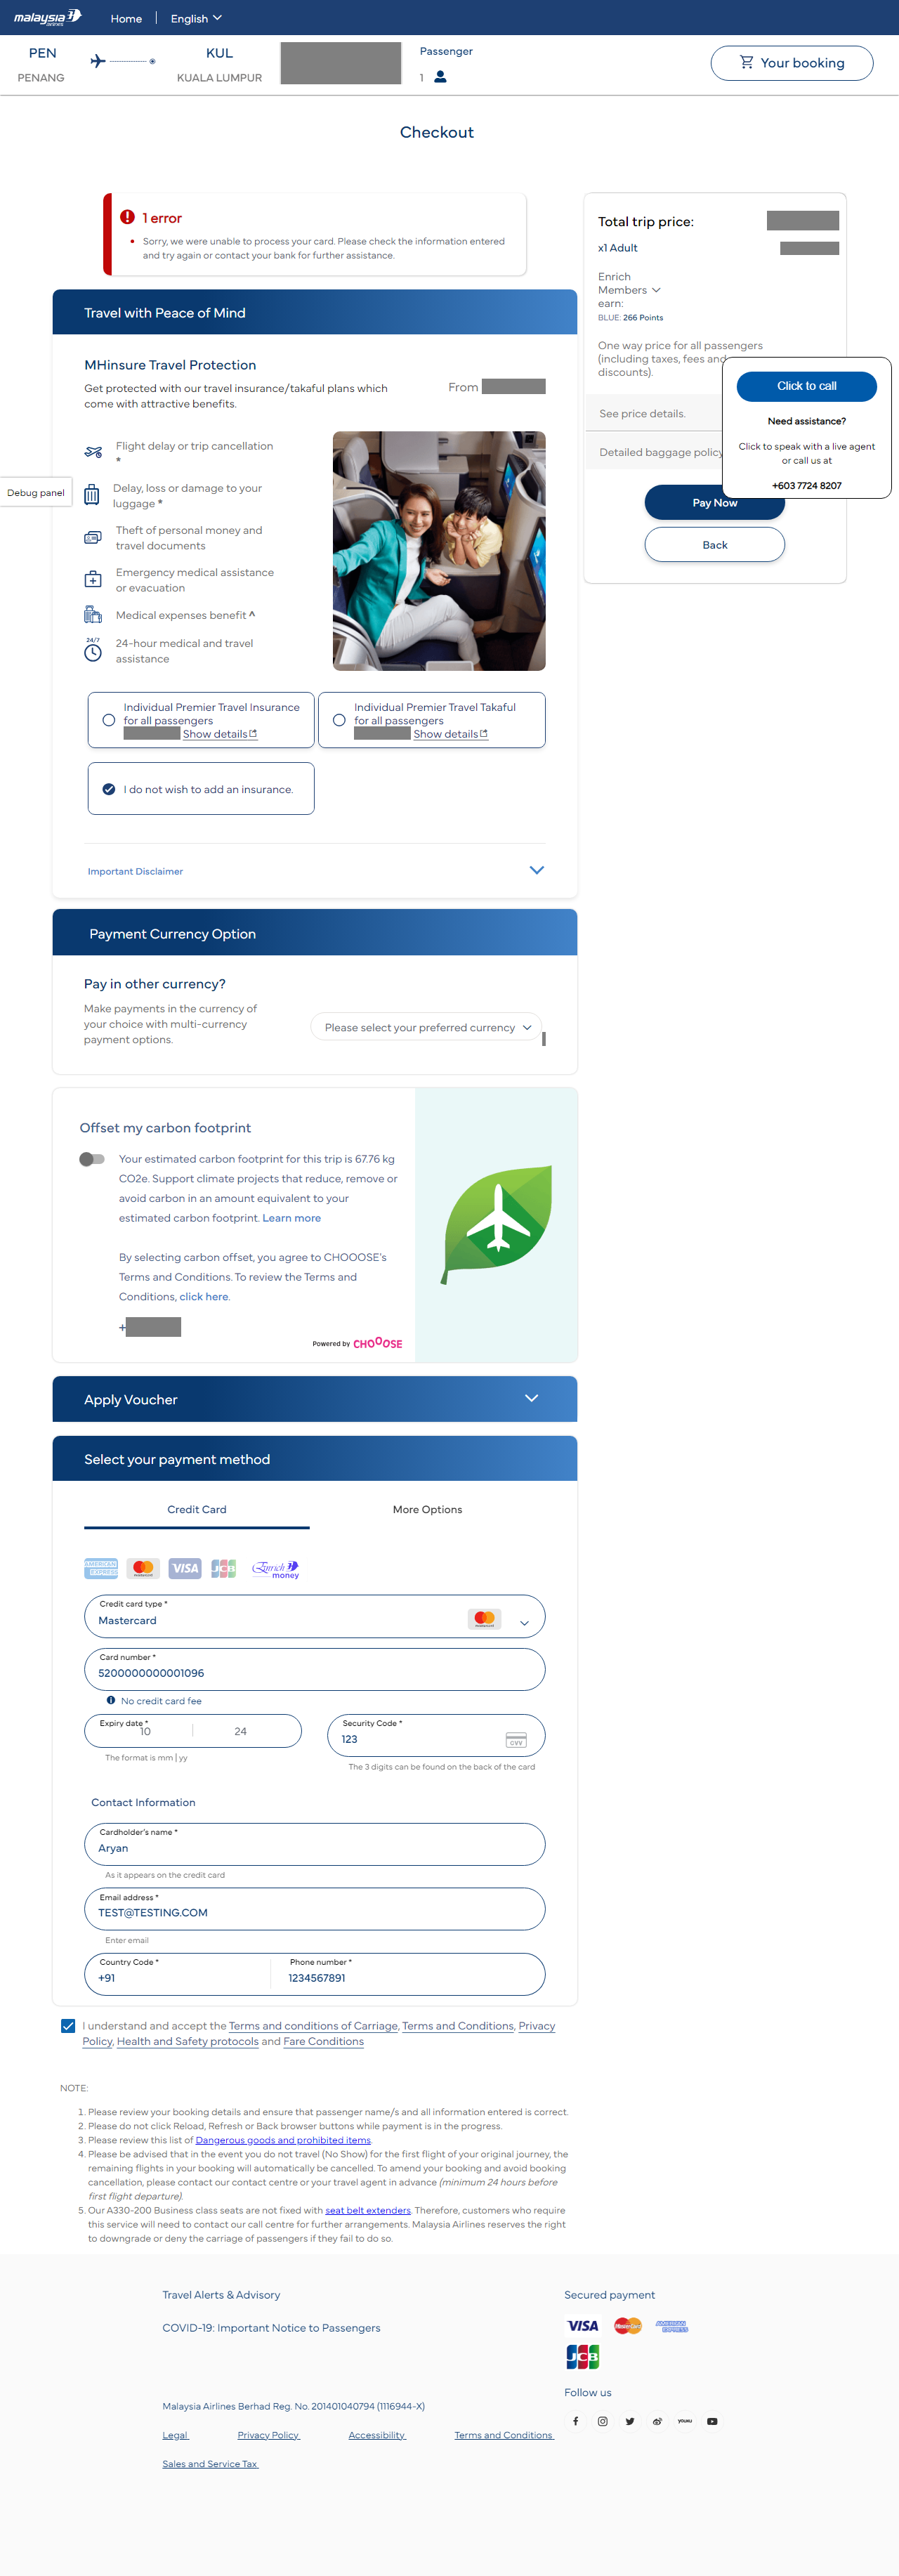 malaysia airlines
Home
English
PEN
PENANG
KUL
KUALA LUMPUR
Passenger
1
Your booking
Checkout
1 error
Sorry, we were unable to process your card. Please check the information entered
and try again or contact your bank for further assistance.
Total trip price:
x1 Adult
Enrich
Members
earn:
BLUE: 266 Points
One way price for all passengers
(including taxes, fees and
discounts).
See price details.
Detailed baggage policy
Click to call
Need assistance?
Click to speak with a live agent
or call us at
+603 7724 8207
Pay Now
Back
Debug panel
Travel with Peace of Mind
MHinsure Travel Protection
Get protected with our travel insurance/takaful plans which
come with attractive benefits.
From
Flight delay or trip cancellation
*
Delay, loss or damage to your
luggage *
Theft of personal money and
travel documents
Emergency medical assistance
or evacuation
Medical expenses benefit ^
24/7
24-hour medical and travel
assistance
Individual Premier Travel Insurance
for all passengers
Show details
Individual Premier Travel Takaful
for all passengers
Show details
I do not wish to add an insurance.
Important Disclaimer
Payment Currency Option
Pay in other currency?
Make payments in the currency of
your choice with multi-currency
payment options.
Please select your preferred currency
Offset my carbon footprint
Your estimated carbon footprint for this trip is 67.76 kg
CO2e. Support climate projects that reduce, remove or
avoid carbon in an amount equivalent to your
estimated carbon footprint. Learn more
By selecting carbon offset, you agree to CHOOOSE's
Terms and Conditions. To review the Terms and
Conditions, click here.
+
Powered by CHOOOSE
Apply Voucher
Select your payment method
Credit Card
More Options
AMERICAN EXPRESS
mastercard
VISA
JCB
Enrich money
Credit card type *
Mastercard
Card number *
5200000000001096
No credit card fee
Expiry date *
10
24
The format is mm | yy
Security Code *
123
CVV
The 3 digits can be found on the back of the card
Contact Information
Cardholder's name *
Aryan
As it appears on the credit card
Email address *
TEST@TESTING.COM
Enter email
Country Code *
+91
Phone number *
1234567891
I understand and accept the Terms and conditions of Carriage, Terms and Conditions, Privacy
Policy, Health and Safety protocols and Fare Conditions
NOTE:
1. Please review your booking details and ensure that passenger name/s and all information entered is correct.
2. Please do not click Reload, Refresh or Back browser buttons while payment is in the progress.
3. Please review this list of Dangerous goods and prohibited items.
4. Please be advised that in the event you do not travel (No Show) for the first flight of your original journey, the
remaining flights in your booking will automatically be cancelled. To amend your booking and avoid booking
cancellation, please contact our contact centre or your travel agent in advance (minimum 24 hours before
first flight departure).
5. Our A330-200 Business class seats are not fixed with seat belt extenders. Therefore, customers who require
this service will need to contact our call centre for further arrangements. Malaysia Airlines reserves the right
to downgrade or deny the carriage of passengers if they fail to do so.
Travel Alerts & Advisory
COVID-19: Important Notice to Passengers
Secured payment
VISA
MasterCard
AMERICAN EXPRESS
JCB
Follow us
YOUKU
Malaysia Airlines Berhad Reg. No. 201401040794 (1116944-X)
Legal
Privacy Policy
Accessibility
Terms and Conditions
Sales and Service Tax